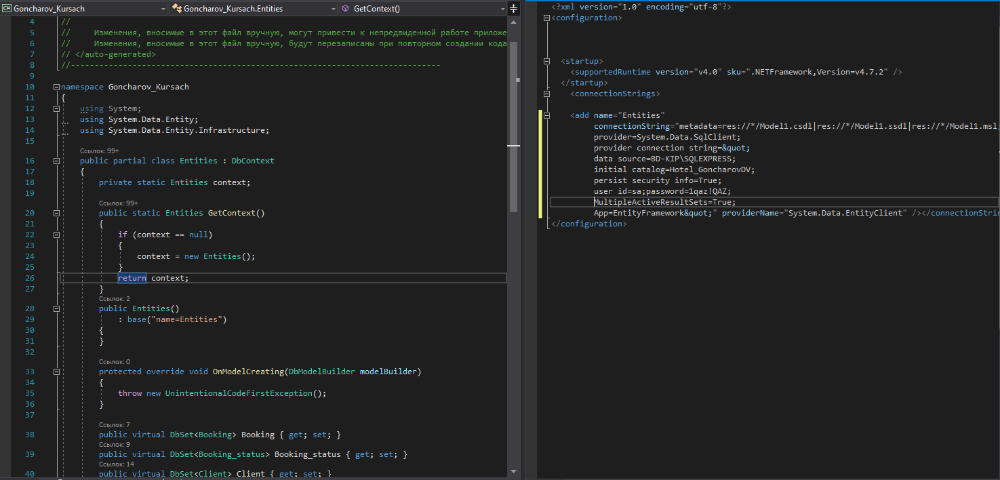 Goncharov_Kursach
Goncharov_Kursach.Entities
GetContext()
4 //
5 // Изменения, вносимые в этот файл вручную, могут привести к непредвиденной работе приложе
6 // Изменения, вносимые в этот файл вручную, будут перезаписаны при повторном создании кода
7 // </auto-generated>
8 //------------------------------------------------------------------------------
9
10 namespace Goncharov_Kursach
11 {
12 using System;
13 using System.Data.Entity;
14 using System.Data.Entity.Infrastructure;
15
Ссылок: 99+
16 public partial class Entities : DbContext
17 {
18 private static Entities context;
19
Ссылок: 99+
20 public static Entities GetContext()
21 {
22 if (context == null)
23 {
24 context = new Entities();
25 }
26 return context;
27 }
Ссылок: 2
28 public Entities()
29 : base("name=Entities")
30 {
31 }
32
Ссылок: 0
33 protected override void OnModelCreating(DbModelBuilder modelBuilder)
34 {
35 throw new UnintentionalCodeFirstException();
36 }
37
Ссылок: 7
38 public virtual DbSet<Booking> Booking { get; set; }
Ссылок: 9
39 public virtual DbSet<Booking_status> Booking_status { get; set; }
Ссылок: 14
40 public virtual DbSet<Client> Client { get; set; }
<?xml version="1.0" encoding="utf-8"?>
<configuration>
<startup>
<supportedRuntime version="v4.0" sku=".NETFramework,Version=v4.7.2" />
</startup>
<connectionStrings>
<add name="Entities"
connectionString="metadata=res://*/Model1.csdl|res://*/Model1.ssdl|res://*/Model1.msl;
provider=System.Data.SqlClient;
provider connection string=&quot;
data source=BD-KIP\SQLEXPRESS;
initial catalog=Hotel_GoncharovDV;
persist security info=True;
user id=sa;password=1qaz!QAZ;
MultipleActiveResultSets=True;
App=EntityFramework&quot;" providerName="System.Data.EntityClient" /></connectionStrin
</configuration>